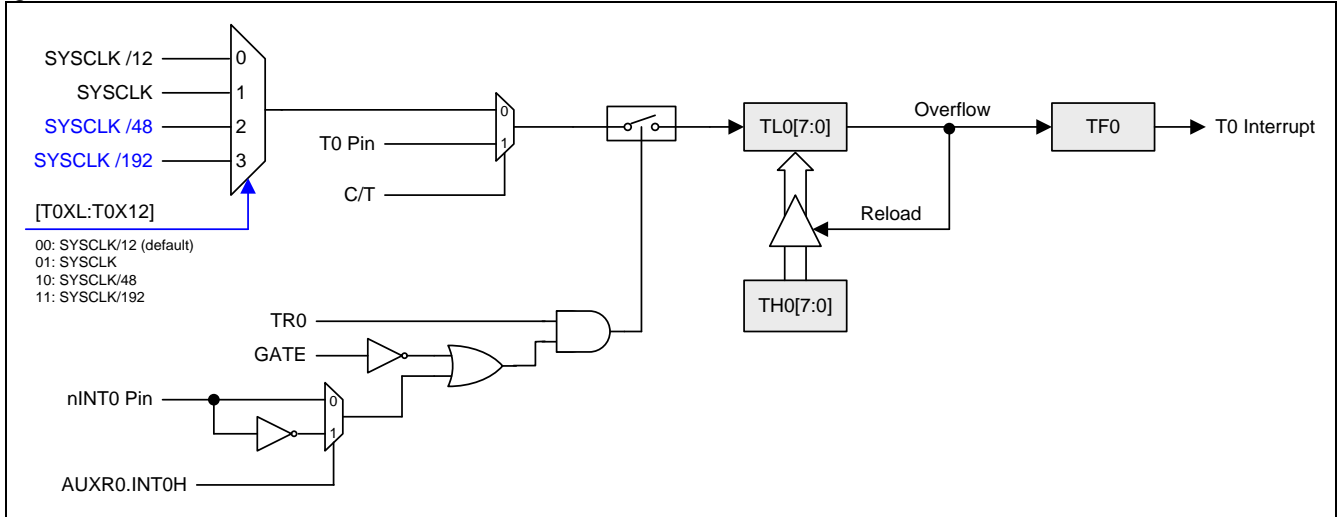 SYSCLK /12
0
SYSCLK
1
SYSCLK /48
2
SYSCLK /192
3
[T0XL:T0X12]
00: SYSCLK/12 (default)
01: SYSCLK
10: SYSCLK/48
11: SYSCLK/192
0
T0 Pin
1
C/T
TL0[7:0]
Overflow
TF0
T0 Interrupt
Reload
TH0[7:0]
TR0
GATE
nINT0 Pin
0
1
AUXR0.INT0H